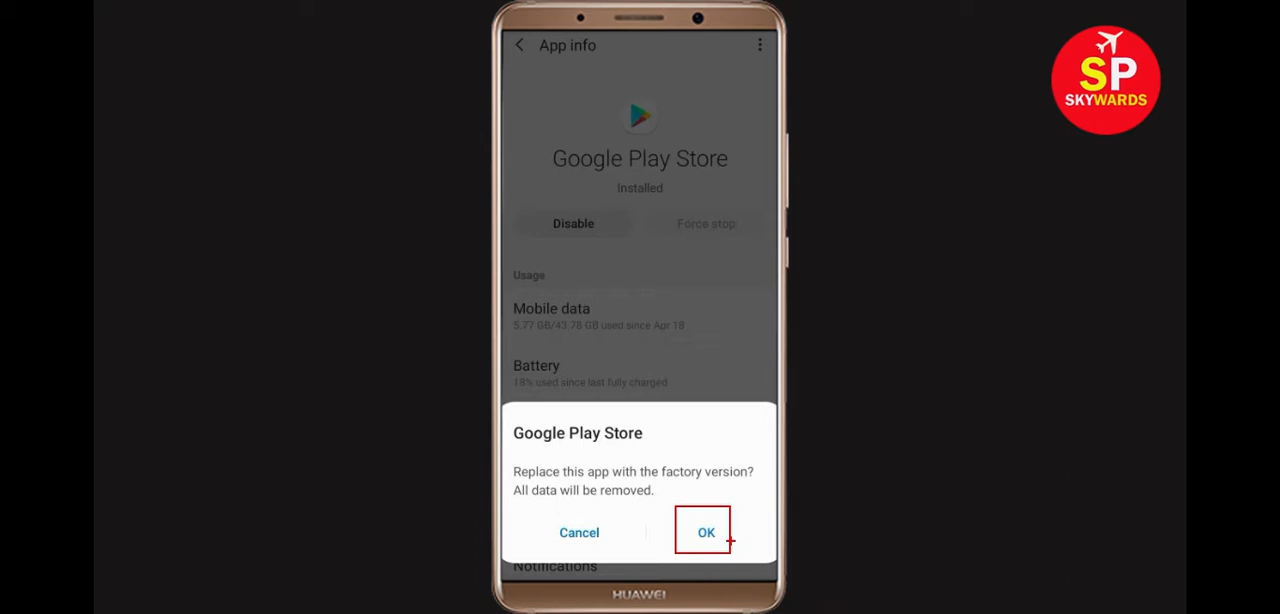 App info
SP
SKYWARDS
Google Play Store
Installed
Disable
Force stop
Usage
Mobile data
5.77 GB/43.78 GB used since Apr 18
Battery
18% used since last fully charged
Google Play Store
Replace this app with the factory version?
All data will be removed.
Cancel
OK
Notifications
HUAWEI